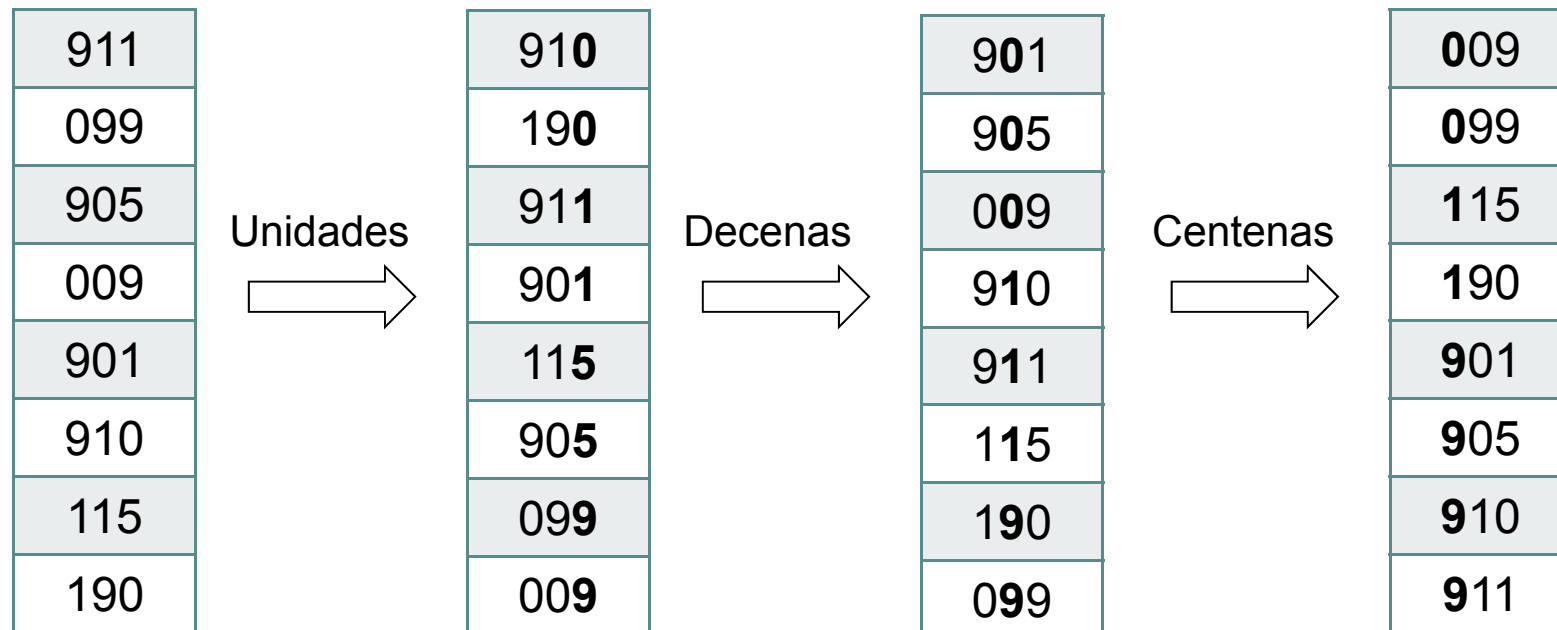 911 910 901 009
099 190 905 099
905 911 009 115
Unidades Decenas Centenas
009 901 910 190
901 115 911 901
910 905 115 905
115 099 190 910
190 009 099 911